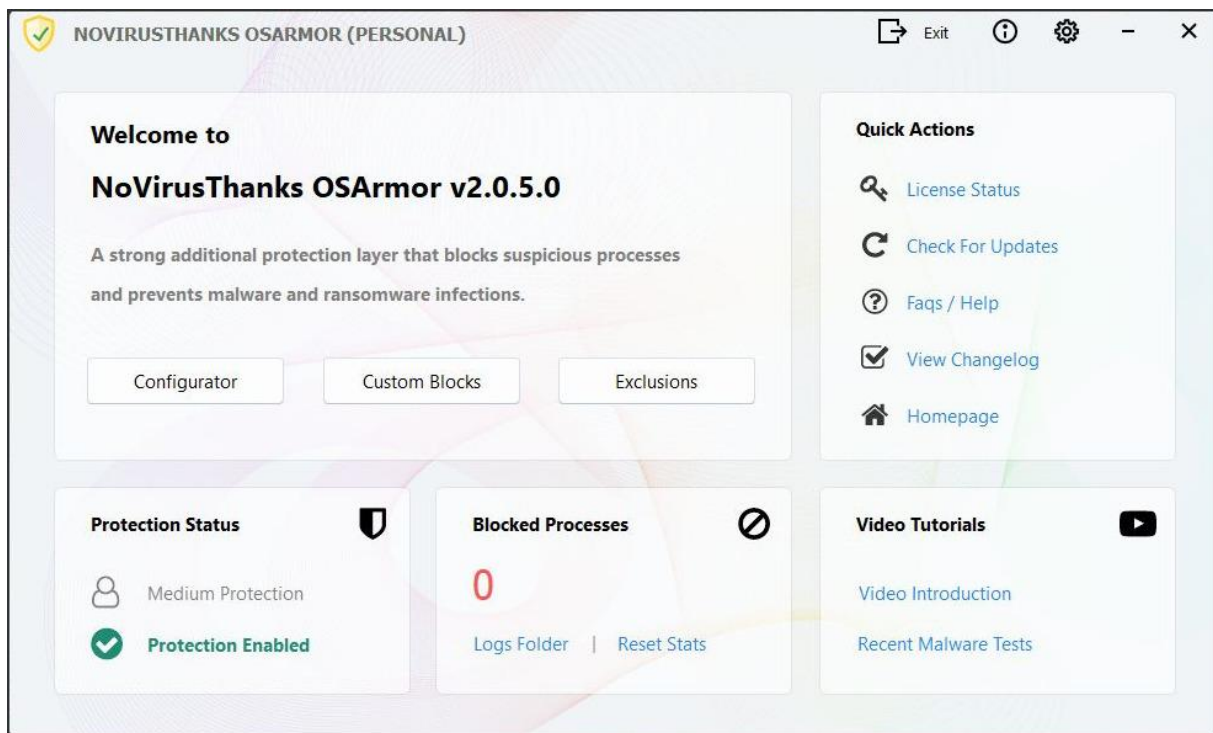 NOVIRUSTHANKS OSARMOR (PERSONAL)
Exit
Welcome to
NoVirusThanks OSArmor v2.0.5.0
A strong additional protection layer that blocks suspicious processes
and prevents malware and ransomware infections.
Configurator
Custom Blocks
Exclusions
Quick Actions
License Status
Check For Updates
Faqs / Help
View Changelog
Homepage
Protection Status
Medium Protection
Protection Enabled
Blocked Processes
0
Logs Folder | Reset Stats
Video Tutorials
Video Introduction
Recent Malware Tests